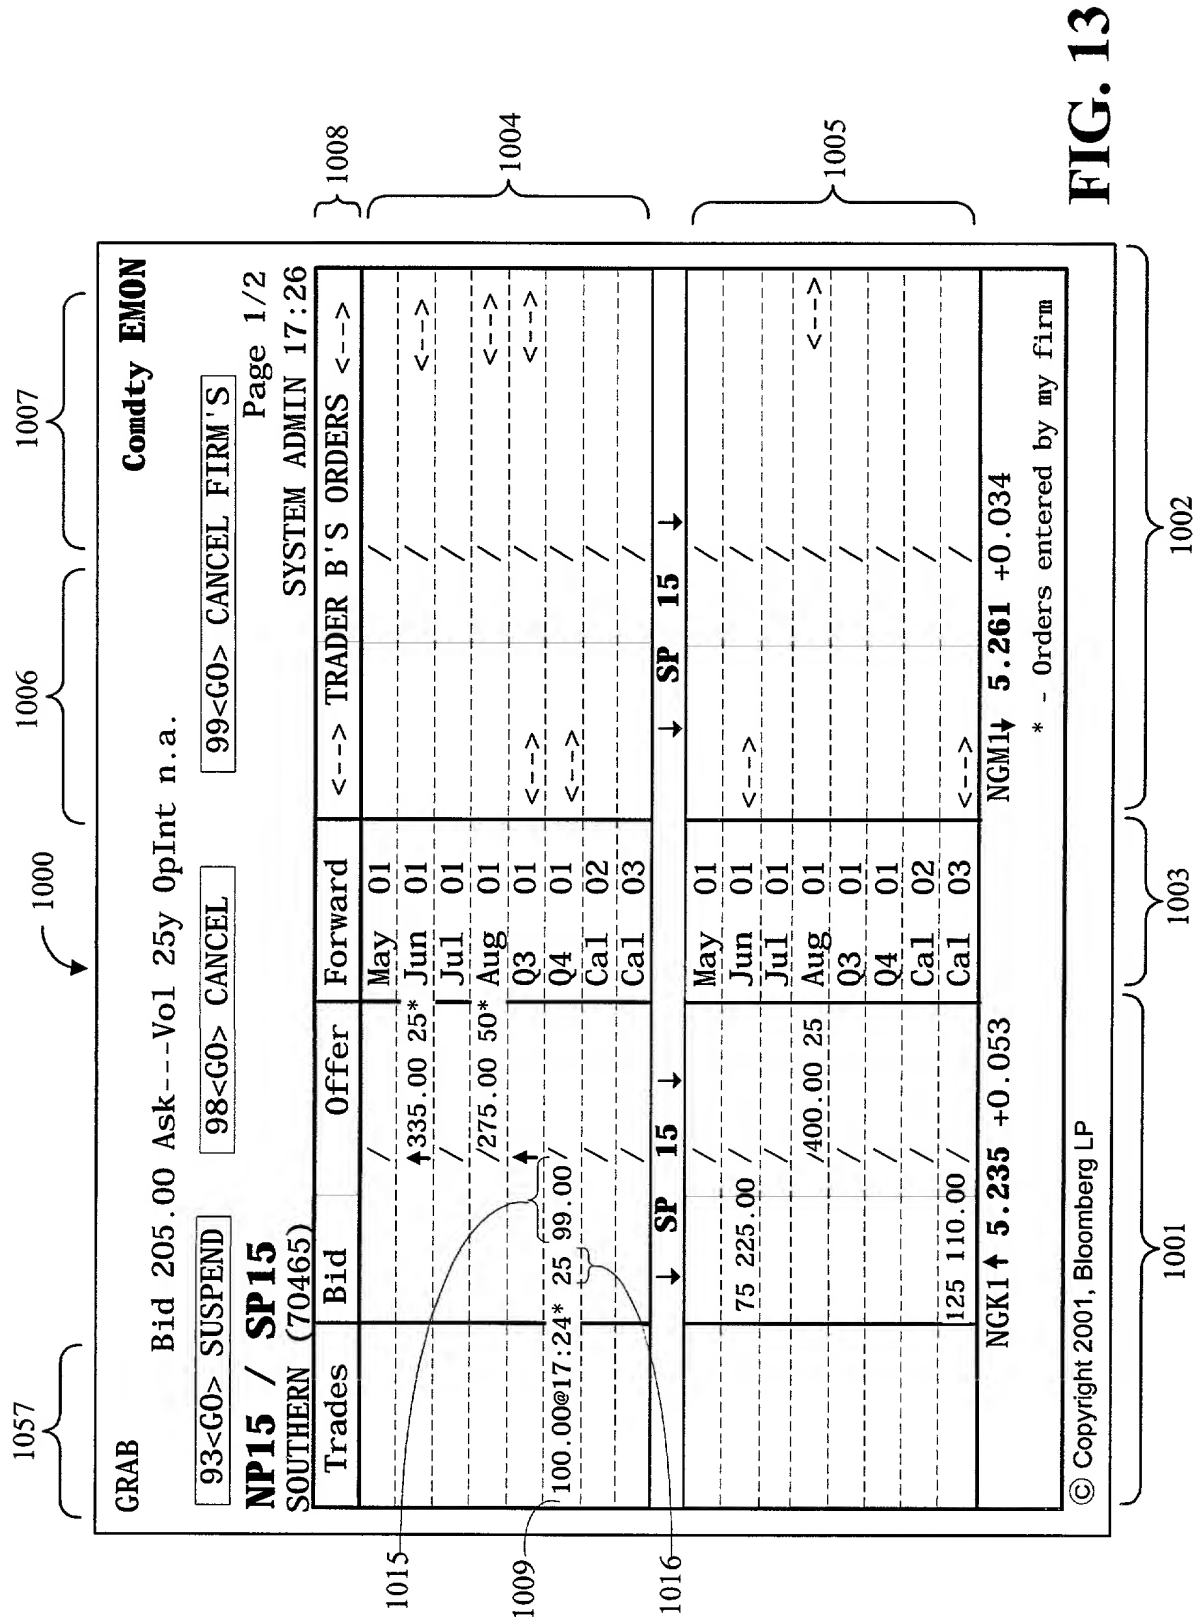 1057
1000
1006
1007
GRAB
Comdty EMON
Bid 205.00 Ask---Vol 25y OpInt n.a.
93<GO> SUSPEND 98<GO> CANCEL 99<GO> CANCEL FIRM'S
NP15 / SP15
Page 1/2
SOUTHERN (70465)
SYSTEM ADMIN 17:26
Trades Bid Offer Forward <--> TRADER B'S ORDERS <-->
1008
/ May 01 /
1015
↑335.00 25* Jun 01 / <-->
/ Jul 01 /
/275.00 50* Aug 01 / <-->
1004
↑ Q3 01 <--> / <-->
1009
100.00@17:24* 25 99.00 / Q4 01 <--> /
/ Cal 02 /
/ Cal 03 /
1016
↓ SP 15 ↓ ↓ SP 15 ↓
/ May 01 /
75 225.00 / Jun 01 <--> /
/ Jul 01 /
/400.00 25 Aug 01 / <-->
1005
/ Q3 01 /
/ Q4 01 /
/ Cal 02 /
125 110.00 / Cal 03 <--> /
NGK1↑ 5.235 +0.053 NGM1↓ 5.261 +0.034
* - Orders entered by my firm
© Copyright 2001, Bloomberg LP
1001
1003
1002
FIG. 13